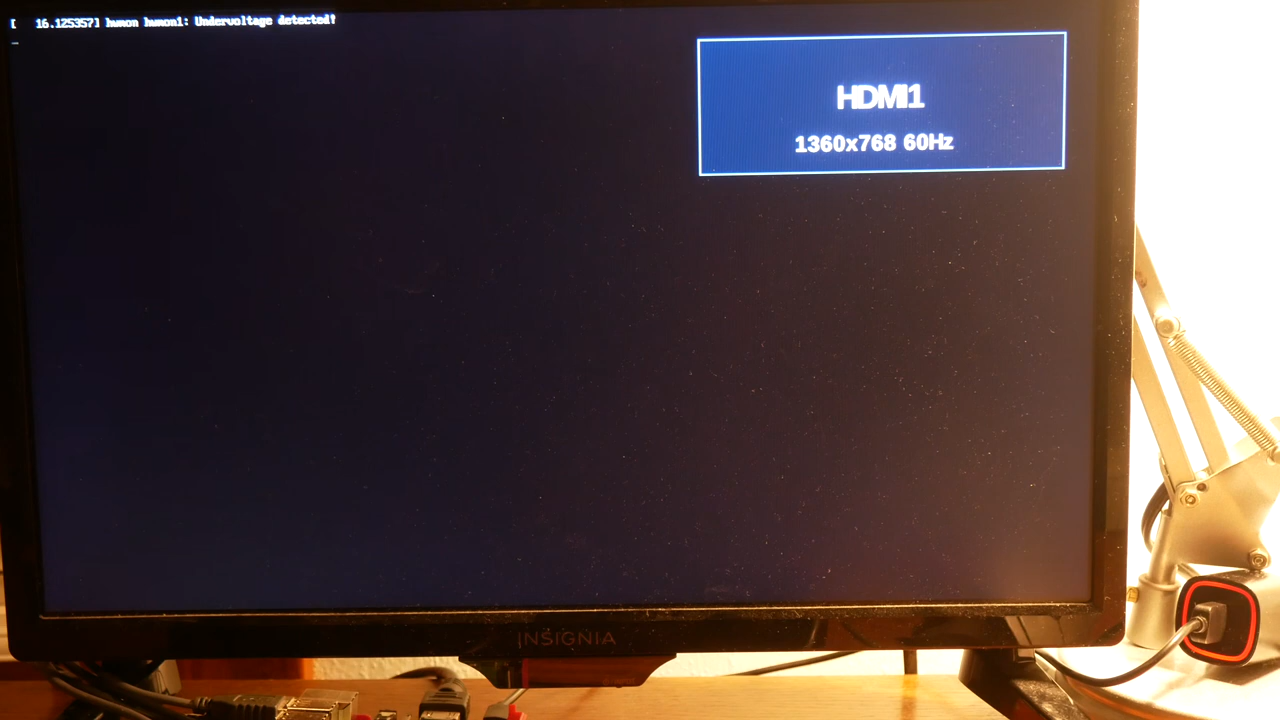 [   16.125357] hwmon hwmon1: Undervoltage detected!
HDMI1
1360x768 60Hz
INSIGNIA